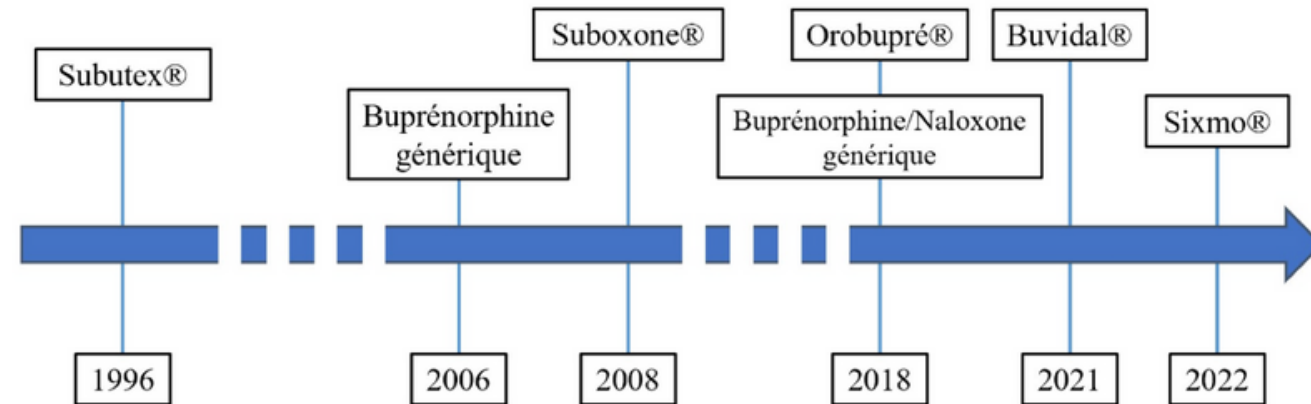 Subutex®
Buprénorphine
générique
Suboxone®
Orobupré®
Buprénorphine/Naloxone
générique
Buvidal®
Sixmo®
1996
2006
2008
2018
2021
2022